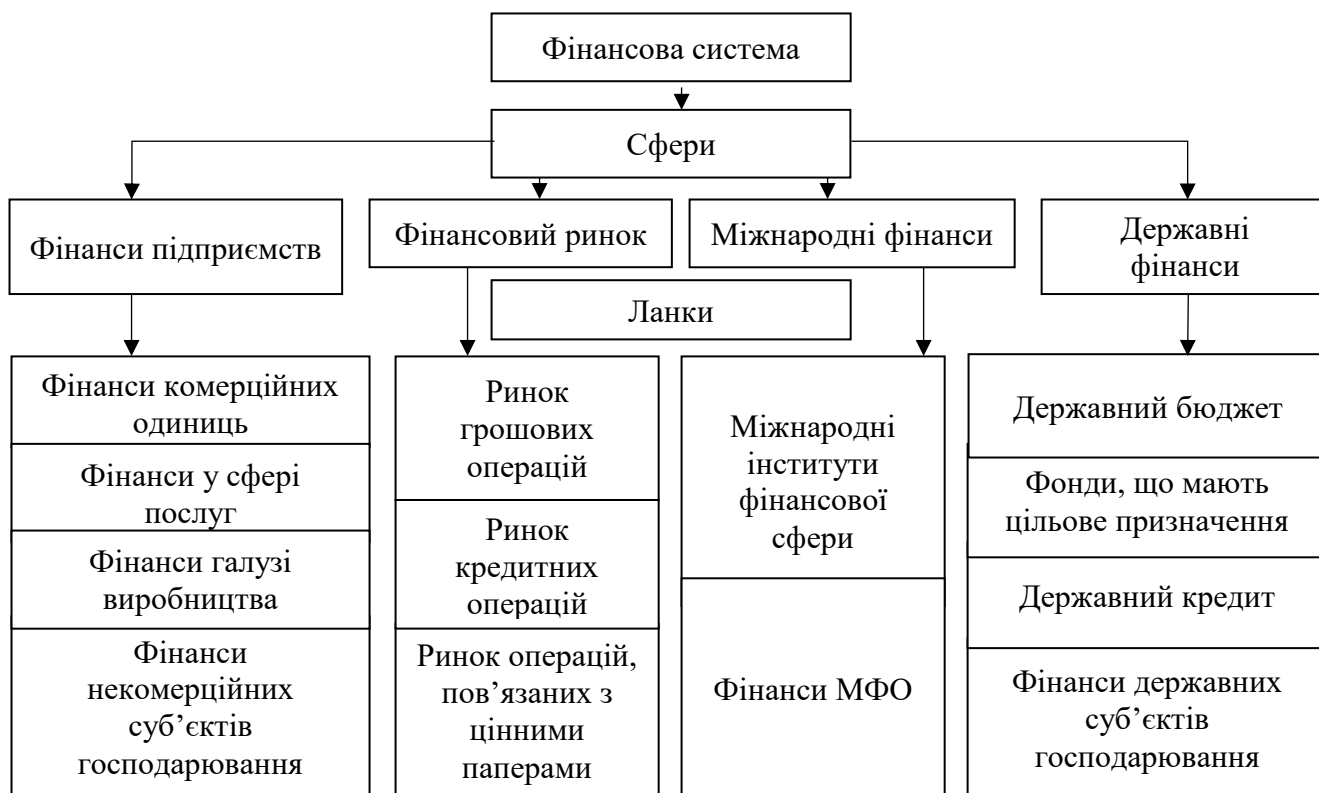 Фінансова система
Сфери
Фінанси підприємств
Фінансовий ринок
Міжнародні фінанси
Державні
фінанси
Ланки
Фінанси комерційних
одиниць
Фінанси у сфері
послуг
Фінанси галузі
виробництва
Фінанси
некомерційних
суб’єктів
господарювання
Ринок
грошових
операцій
Ринок
кредитних
операцій
Ринок операцій,
пов’язаних з
цінними
паперами
Міжнародні
інститути
фінансової
сфери
Фінанси МФО
Державний бюджет
Фонди, що мають
цільове призначення
Державний кредит
Фінанси державних
суб’єктів
господарювання